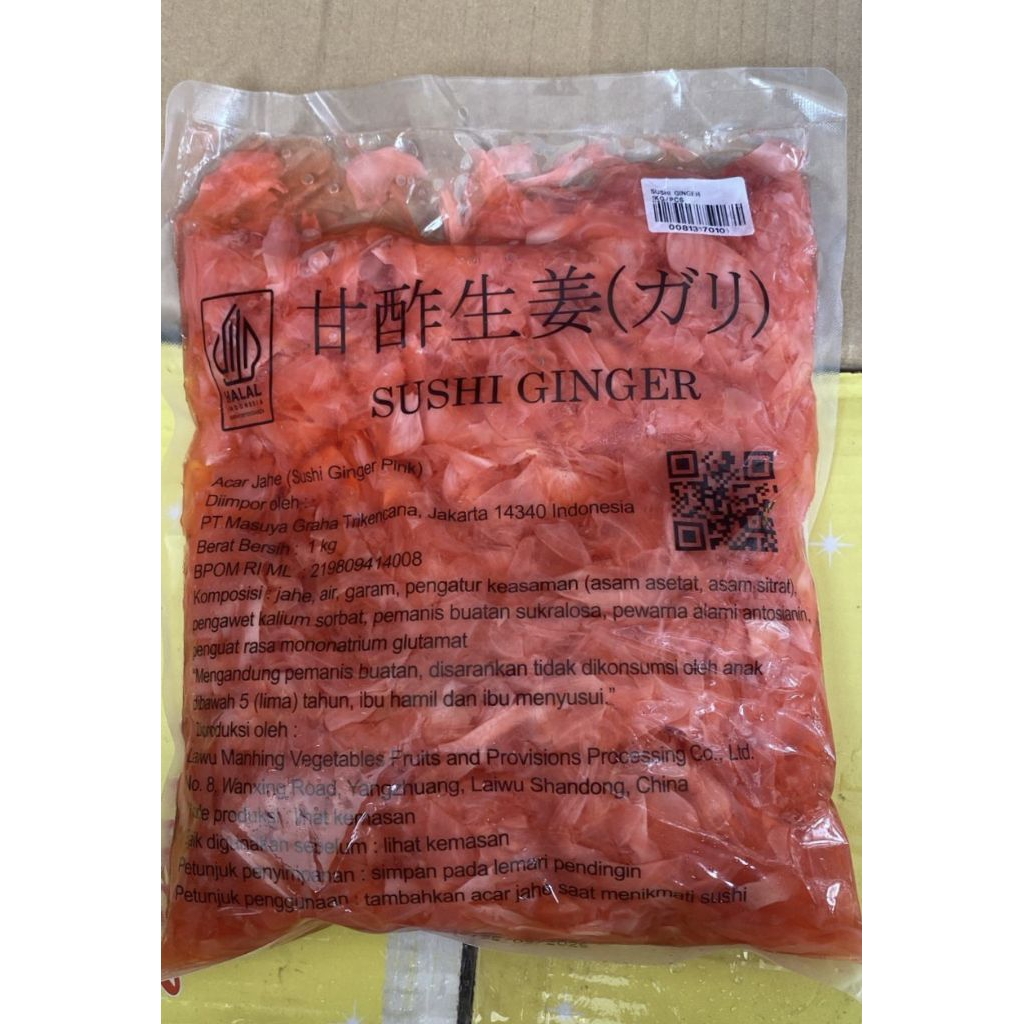 SUSHI GINGER
1KG/PCS
0081370101
甘酢生姜(ガリ)
HALAL
INDONESIA
SUSHI GINGER
Acar Jahe (Sushi Ginger Pink)
Diimpor oleh :
PT Masuya Graha Trikencana, Jakarta 14340 Indonesia
Berat Bersih : 1 kg
BPOM RI ML : 219809414008
Komposisi : jahe, air, garam, pengatur keasaman (asam asetat, asam sitrat),
pengawet kalium sorbat, pemanis buatan sukralosa, pewarna alami antosianin,
penguat rasa mononatrium glutamat
"Mengandung pemanis buatan, disarankan tidak dikonsumsi oleh anak
dibawah 5 (lima) tahun, ibu hamil dan ibu menyusui."
Diproduksi oleh :
Laiwu Manhing Vegetables Fruits and Provisions Processing Co., Ltd.
No. 8, Wanxing Road, Yangzhuang, Laiwu Shandong, China
Kode produksi : lihat kemasan
Baik digunakan sebelum : lihat kemasan
Petunjuk penyimpanan : simpan pada lemari pendingin
Petunjuk penggunaan : tambahkan acar jahe saat menikmati sushi